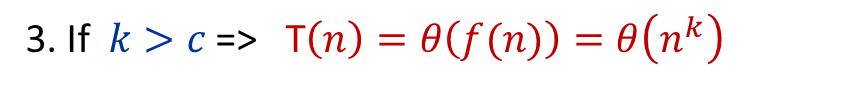 3. If k > c => T(n) = θ(f(n)) = θ(n^k)